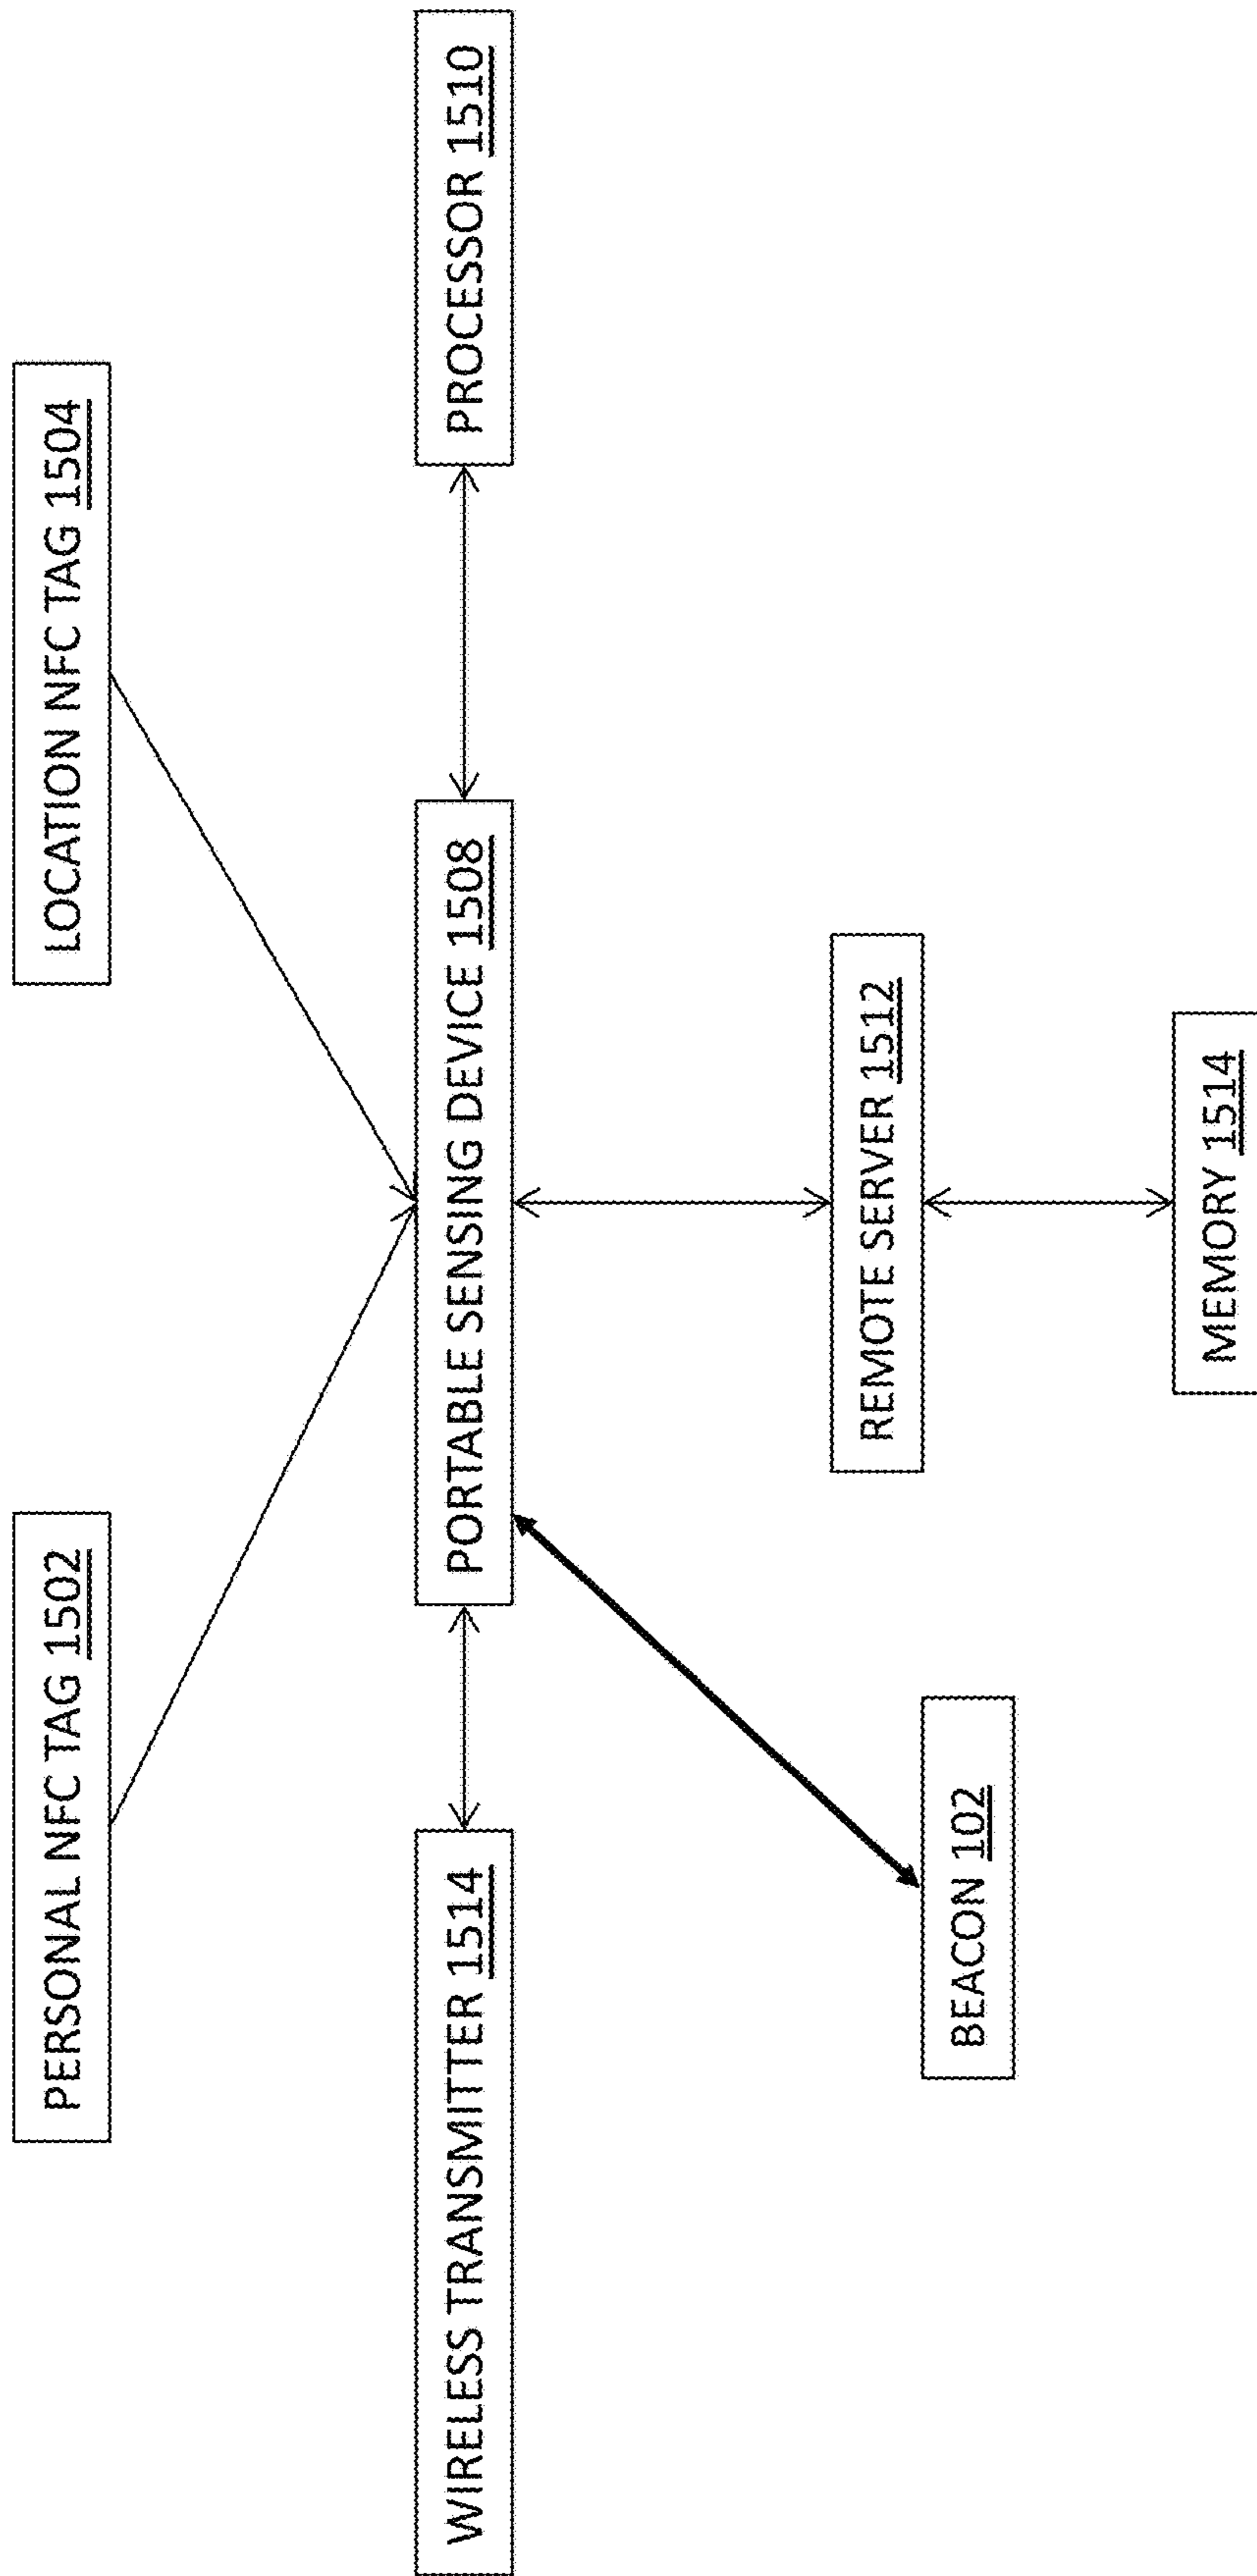 PERSONAL NFC TAG 1502
LOCATION NFC TAG 1504
WIRELESS TRANSMITTER 1514
PORTABLE SENSING DEVICE 1508
PROCESSOR 1510
REMOTE SERVER 1512
BEACON 102
MEMORY 1514